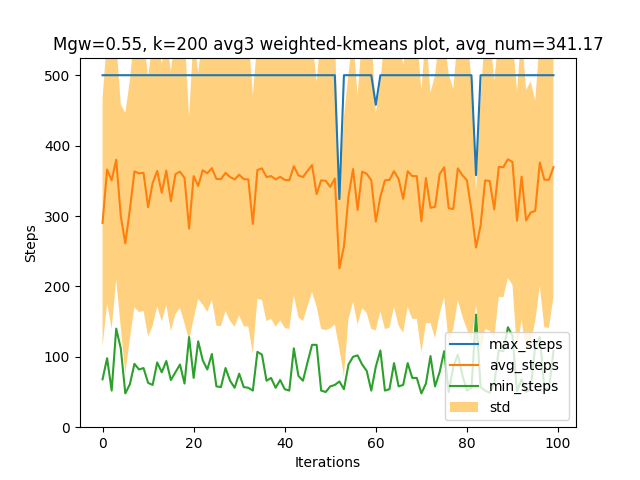 Mgw=0.55, k=200 avg3 weighted-kmeans plot, avg_num=341.17
500
400
300
200
100
0
Steps
0 20 40 60 80 100
Iterations
max_steps
avg_steps
min_steps
std